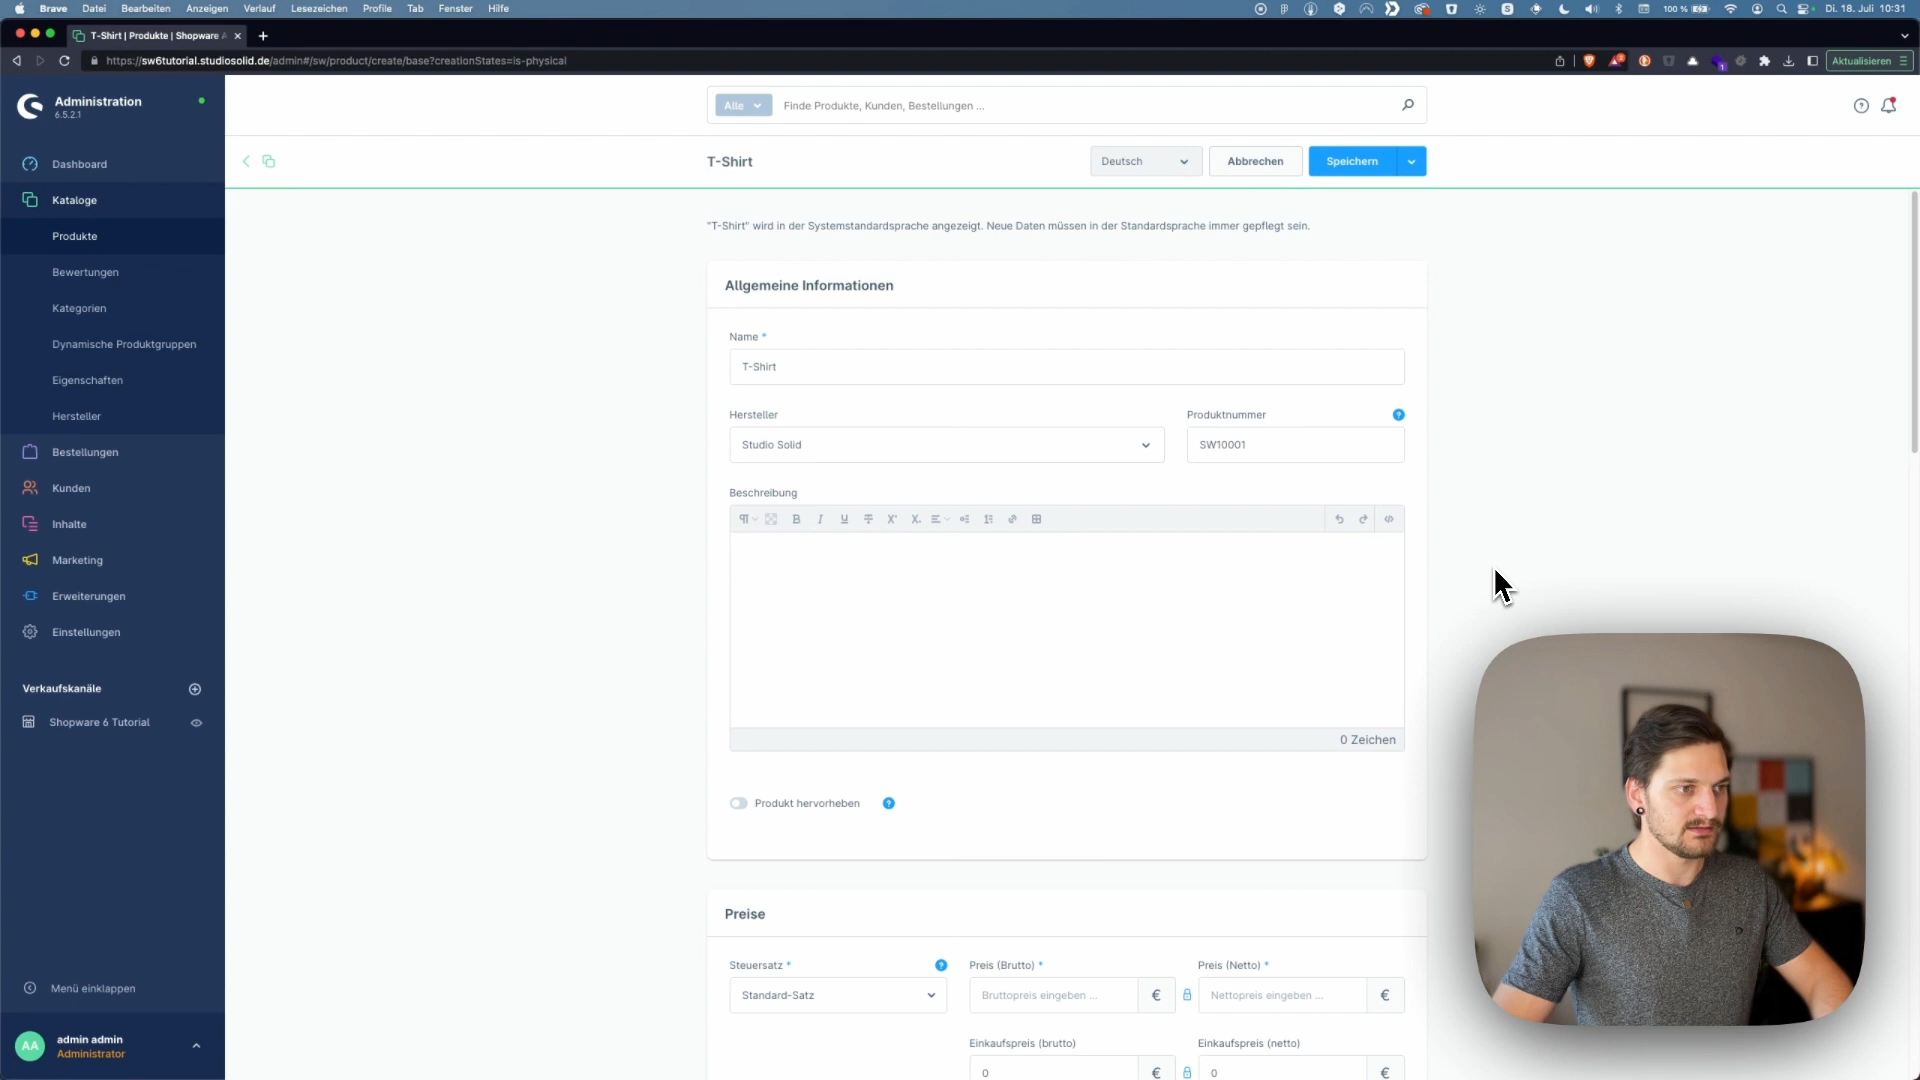 Brave Datei Bearbeiten Anzeigen Verlauf Lesezeichen Profile Tab Fenster Hilfe 100 % Di. 18. Juli 10:31
T-Shirt | Produkte | Shopware A
https://sw6tutorial.studiosolid.de/admin#/sw/product/create/base?creationStates=is-physical Aktualisieren
Administration
6.5.2.1
Alle Finde Produkte, Kunden, Bestellungen ...
Dashboard
Kataloge
Produkte
Bewertungen
Kategorien
Dynamische Produktgruppen
Eigenschaften
Hersteller
Bestellungen
Kunden
Inhalte
Marketing
Erweiterungen
Einstellungen
Verkaufskanäle
Shopware 6 Tutorial
Menü einklappen
AA
admin admin
Administrator
T-Shirt Deutsch Abbrechen Speichern
"T-Shirt" wird in der Systemstandardsprache angezeigt. Neue Daten müssen in der Standardsprache immer gepflegt sein.
Allgemeine Informationen
Name *
T-Shirt
Hersteller Produktnummer
Studio Solid SW10001
Beschreibung
0 Zeichen
Produkt hervorheben
Preise
Steuersatz * Preis (Brutto) * Preis (Netto) *
Standard-Satz Bruttopreis eingeben ... € Nettopreis eingeben ... €
Einkaufspreis (brutto) Einkaufspreis (netto)
0 € 0 €